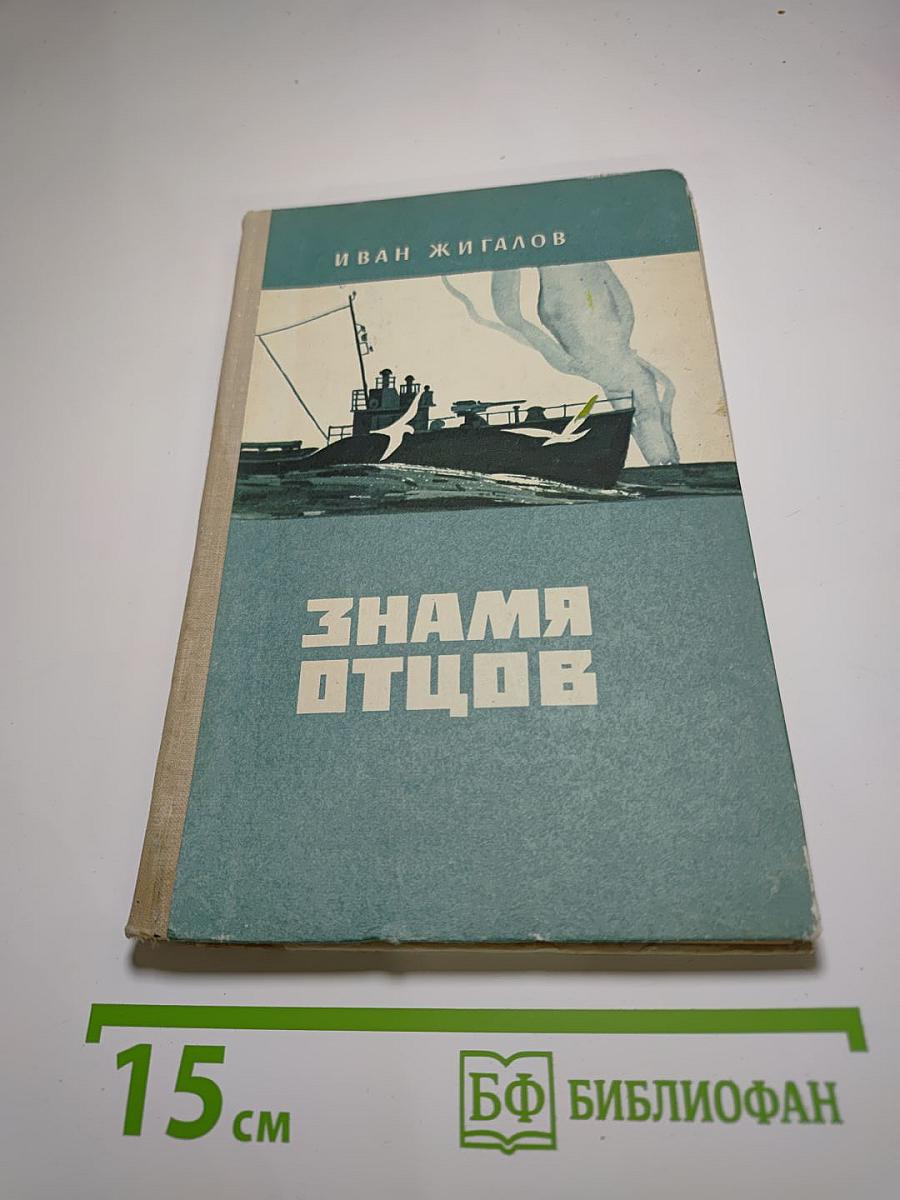 ИВАН ЖИГАЛОВ
ЗНАМЯ
ОТЦОВ
15 см
БФ БИБЛИОФАН